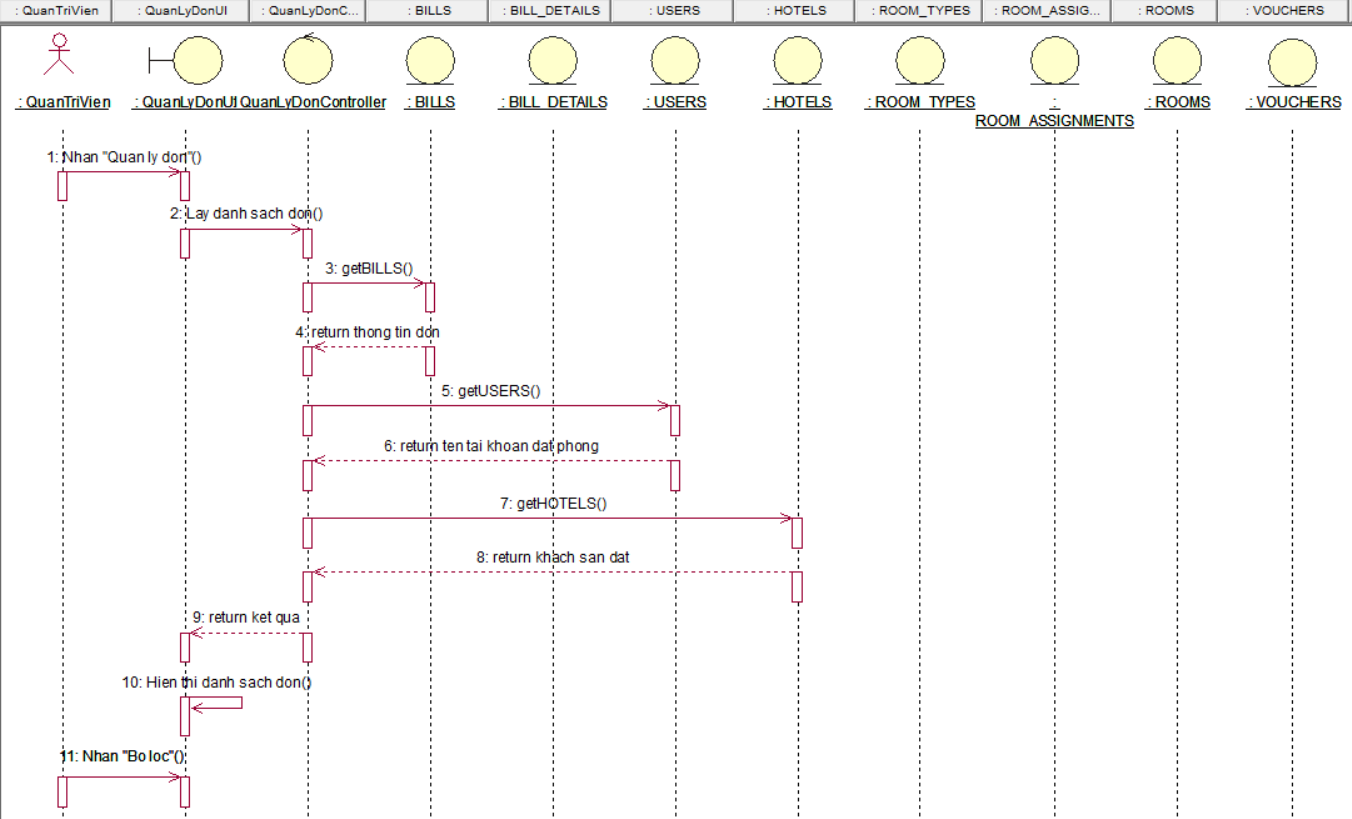 : QuanTriVien
: QuanLyDonUI
: QuanLyDonC...
: BILLS
: BILL_DETAILS
: USERS
: HOTELS
: ROOM_TYPES
: ROOM_ASSIG...
: ROOMS
: VOUCHERS
: QuanTriVien
: QuanLyDonUI
QuanLyDonController
: BILLS
: BILL_DETAILS
: USERS
: HOTELS
: ROOM_TYPES
:
ROOM_ASSIGNMENTS
: ROOMS
: VOUCHERS
1: Nhan "Quan ly don"()
2: Lay danh sach don()
3: getBILLS()
4: return thong tin don
5: getUSERS()
6: return ten tai khoan dat phong
7: getHOTELS()
8: return khach san dat
9: return ket qua
10: Hien thi danh sach don()
11: Nhan "Bo loc"()